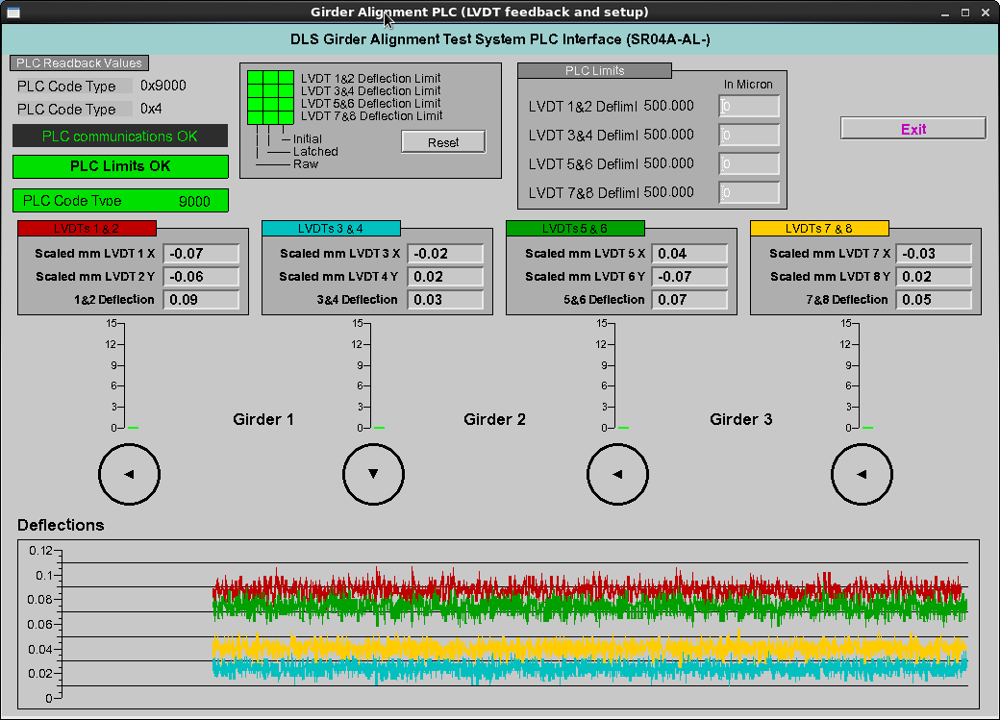 Girder Alignment PLC (LVDT feedback and setup)
DLS Girder Alignment Test System PLC Interface (SR04A-AL-)
PLC Readback Values
PLC Code Type 0x9000
PLC Code Type 0x4
PLC communications OK
PLC Limits OK
PLC Code Type 9000
LVDT 1&2 Deflection Limit
LVDT 3&4 Deflection Limit
LVDT 5&6 Deflection Limit
LVDT 7&8 Deflection Limit
Initial
Latched
Raw
Reset
PLC Limits
In Micron
LVDT 1&2 Defliml 500.000 0
LVDT 3&4 Defliml 500.000 0
LVDT 5&6 Defliml 500.000 0
LVDT 7&8 Defliml 500.000 0
Exit
LVDTs 1 & 2
Scaled mm LVDT 1 X -0.07
Scaled mm LVDT 2 Y -0.06
1&2 Deflection 0.09
LVDTs 3 & 4
Scaled mm LVDT 3 X -0.02
Scaled mm LVDT 4 Y 0.02
3&4 Deflection 0.03
LVDTs 5 & 6
Scaled mm LVDT 5 X 0.04
Scaled mm LVDT 6 Y -0.07
5&6 Deflection 0.07
LVDTs 7 & 8
Scaled mm LVDT 7 X -0.03
Scaled mm LVDT 8 Y 0.02
7&8 Deflection 0.05
15 15 15 15
12 12 12 12
9 9 9 9
6 6 6 6
3 3 3 3
0 0 0 0
Girder 1 Girder 2 Girder 3
Deflections
0.12
0.1
0.08
0.06
0.04
0.02
0